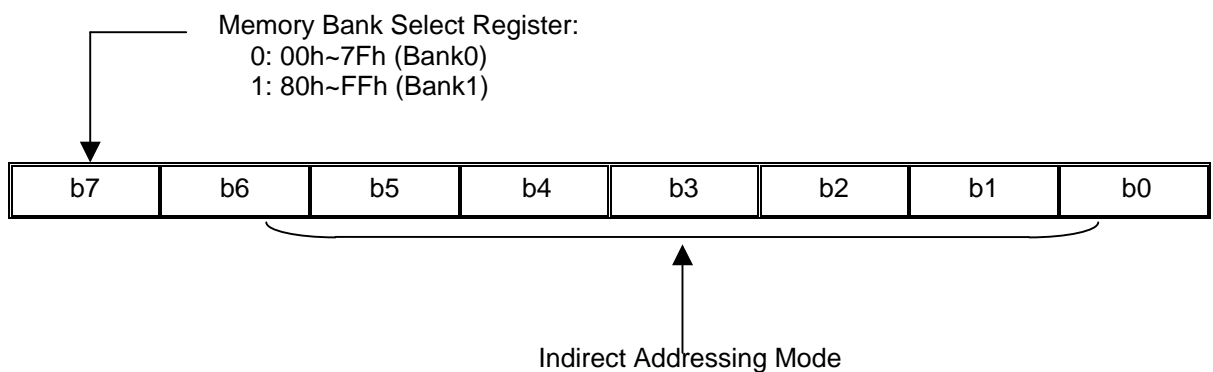 Memory Bank Select Register:
0: 00h~7Fh (Bank0)
1: 80h~FFh (Bank1)
b7 b6 b5 b4 b3 b2 b1 b0
Indirect Addressing Mode